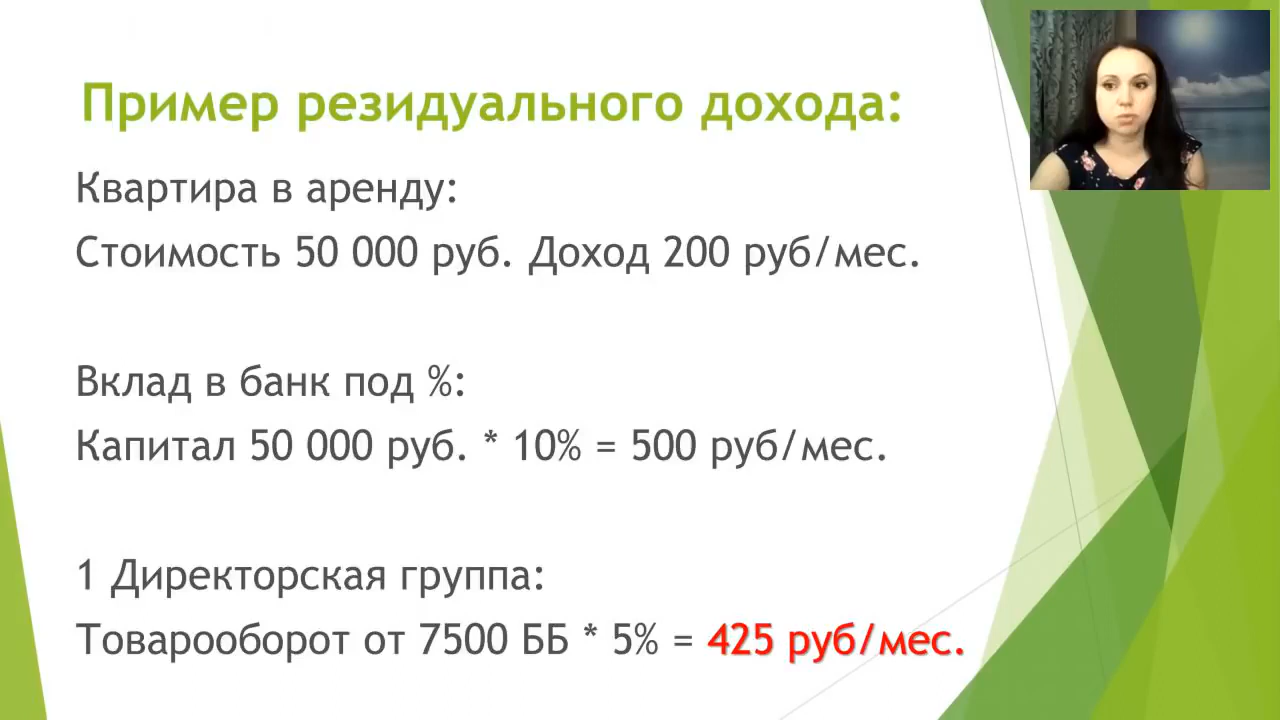 Пример резидуального дохода:
Квартира в аренду:
Стоимость 50 000 руб. Доход 200 руб/мес.
Вклад в банк под %:
Капитал 50 000 руб. * 10% = 500 руб/мес.
1 Директорская группа:
Товарооборот от 7500 ББ * 5% = 425 руб/мес.